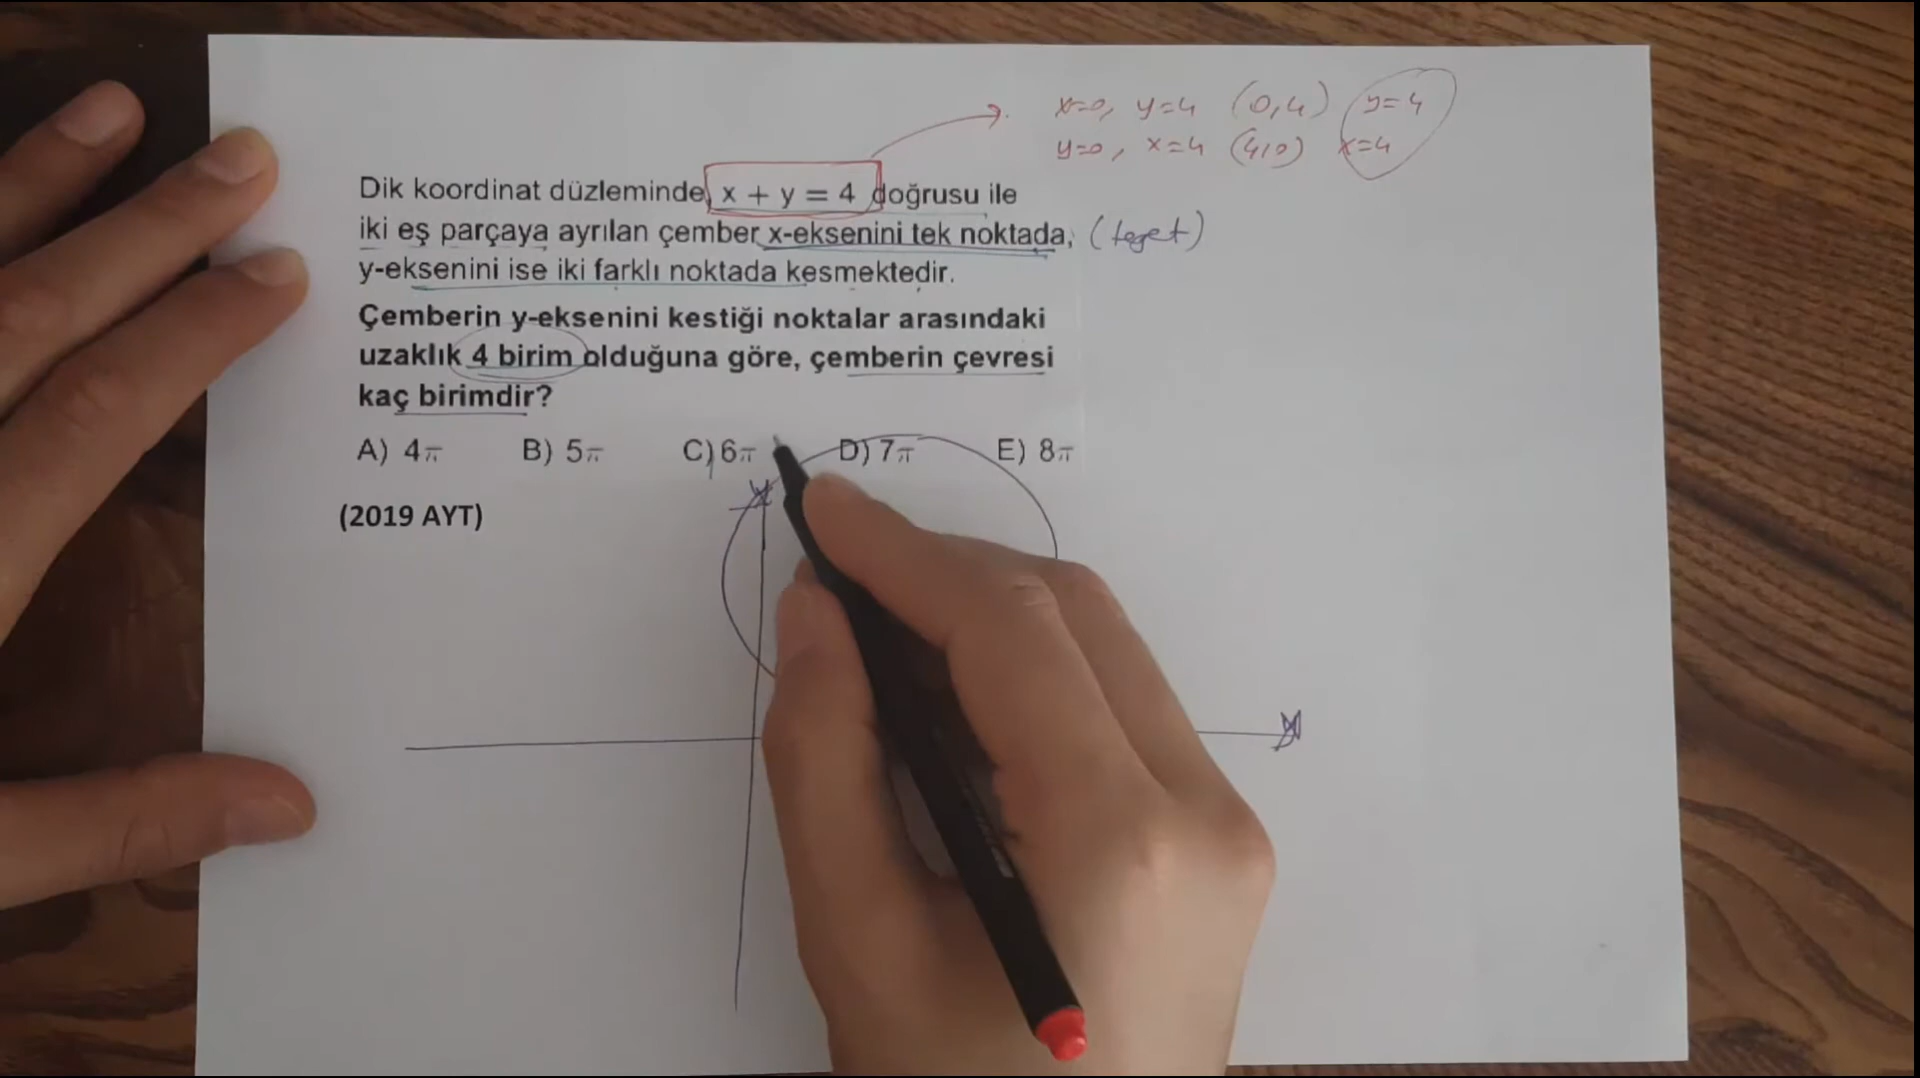 x=0, y=4 (0,4) y=4
y=0, x=4 (4,0) x=4
Dik koordinat düzleminde, x + y = 4 doğrusu ile
iki eş parçaya ayrılan çember x-eksenini tek noktada, (teğet)
y-eksenini ise iki farklı noktada kesmektedir.
Çemberin y-eksenini kestiği noktalar arasındaki
uzaklık 4 birim olduğuna göre, çemberin çevresi
kaç birimdir?
A) 4π B) 5π C) 6π D) 7π E) 8π
(2019 AYT)